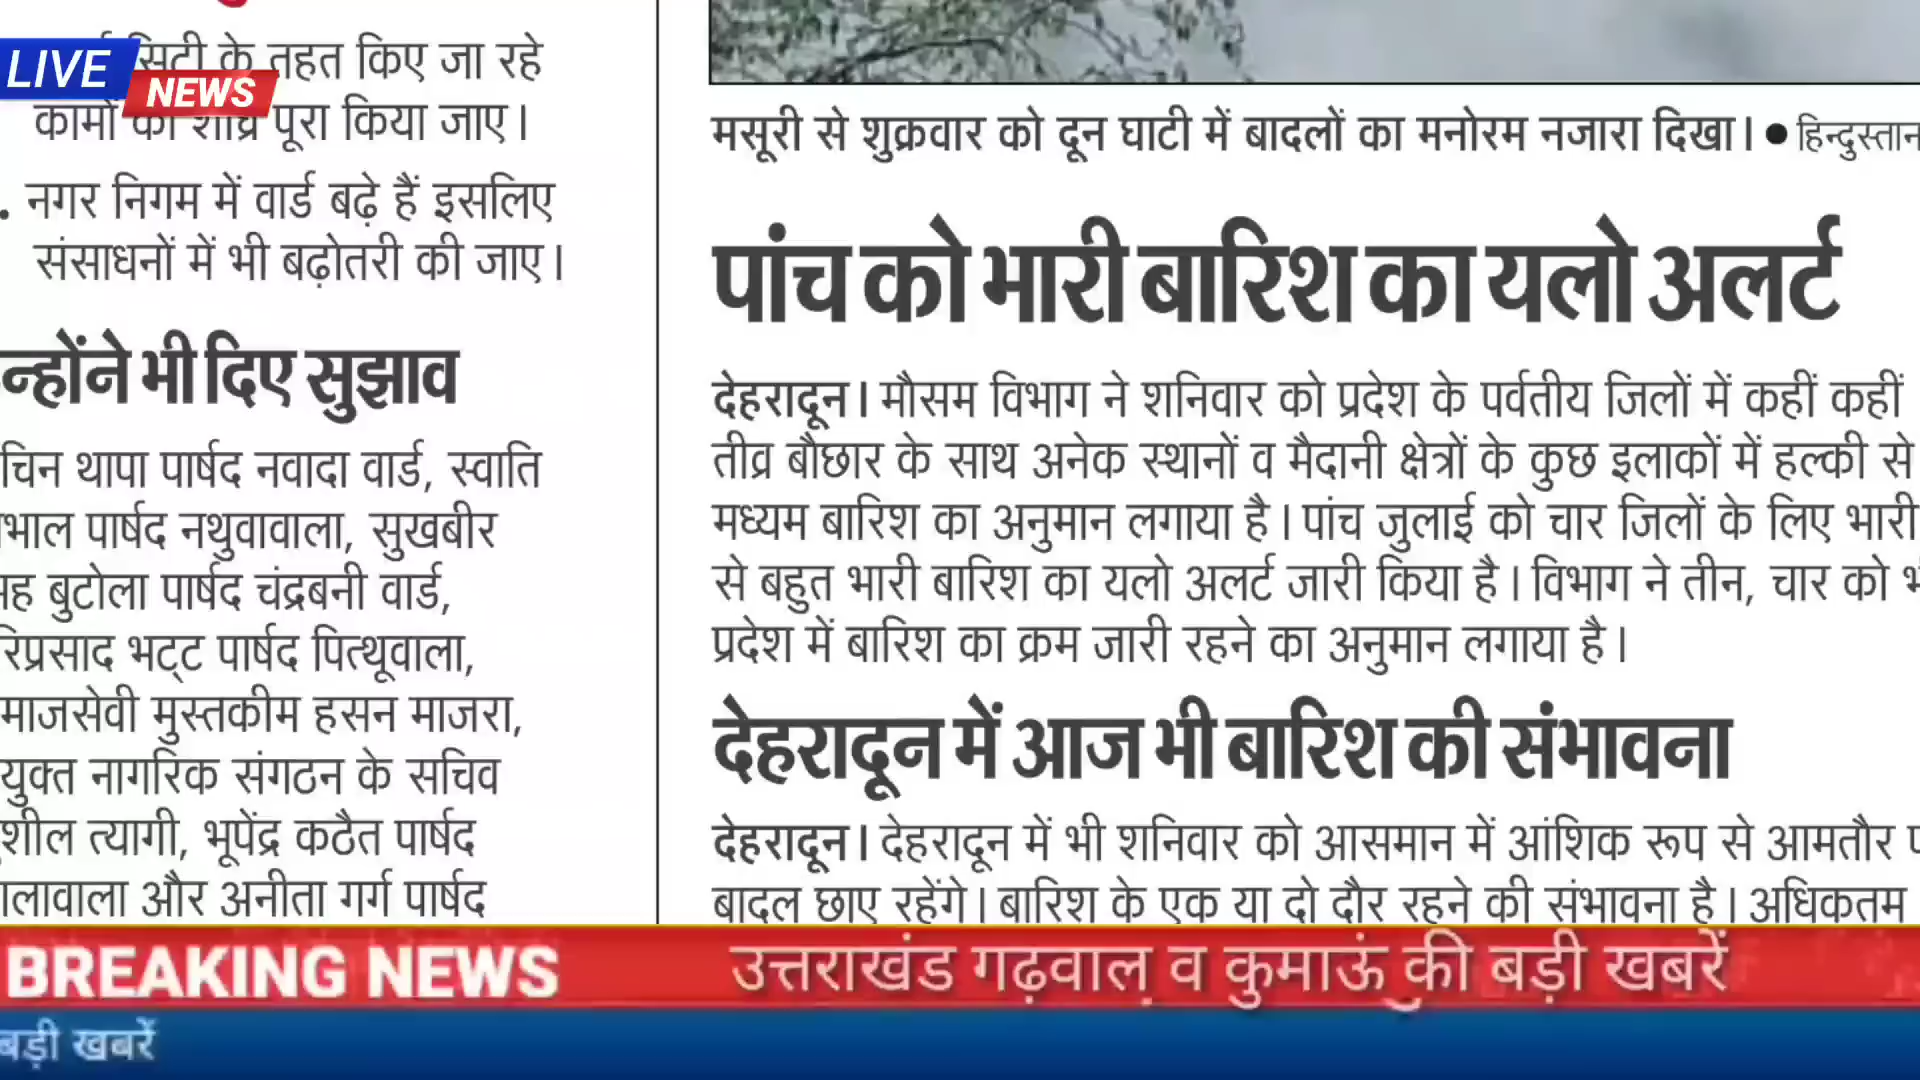 LIVE
NEWS
सिटी के तहत किए जा रहे
कामों को शीघ्र पूरा किया जाए।
. नगर निगम में वार्ड बढ़े हैं इसलिए
संसाधनों में भी बढ़ोतरी की जाए।
न्होंने भी दिए सुझाव
चिन थापा पार्षद नवादा वार्ड, स्वाति
भाल पार्षद नथुवावाला, सुखबीर
बुटोला पार्षद चंद्रबनी वार्ड,
रिप्रसाद भट्ट पार्षद पित्थूवाला,
माजसेवी मुस्तकीम हसन माजरा,
युक्त नागरिक संगठन के सचिव
शील त्यागी, भूपेंद्र कठैत पार्षद
लावाला और अनीता गर्ग पार्षद
मसूरी से शुक्रवार को दून घाटी में बादलों का मनोरम नजारा दिखा। ● हिन्दुस्तान
पांच को भारी बारिश का यलो अलर्ट
देहरादून। मौसम विभाग ने शनिवार को प्रदेश के पर्वतीय जिलों में कहीं कहीं
तीव्र बौछार के साथ अनेक स्थानों व मैदानी क्षेत्रों के कुछ इलाकों में हल्की से
मध्यम बारिश का अनुमान लगाया है। पांच जुलाई को चार जिलों के लिए भारी
से बहुत भारी बारिश का यलो अलर्ट जारी किया है। विभाग ने तीन, चार को
प्रदेश में बारिश का क्रम जारी रहने का अनुमान लगाया है।
देहरादून में आज भी बारिश की संभावना
देहरादून। देहरादून में भी शनिवार को आसमान में आंशिक रूप से आमतौर
बादल छाए रहेंगे। बारिश के एक या दो दौर रहने की संभावना है। अधिकतम
BREAKING NEWS
उत्तराखंड गढ़वाल व कुमाऊं की बड़ी खबरें
बड़ी खबरें